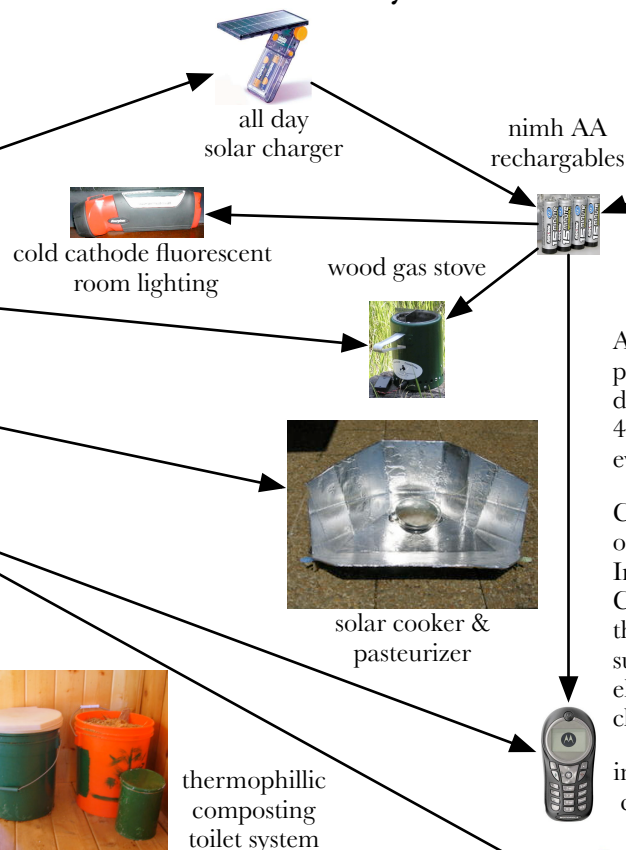 all day
solar charger
nimh AA
rechargables
cold cathode fluorescent
room lighting
wood gas stove
solar cooker &
pasteurizer
thermophillic
composting
toilet system